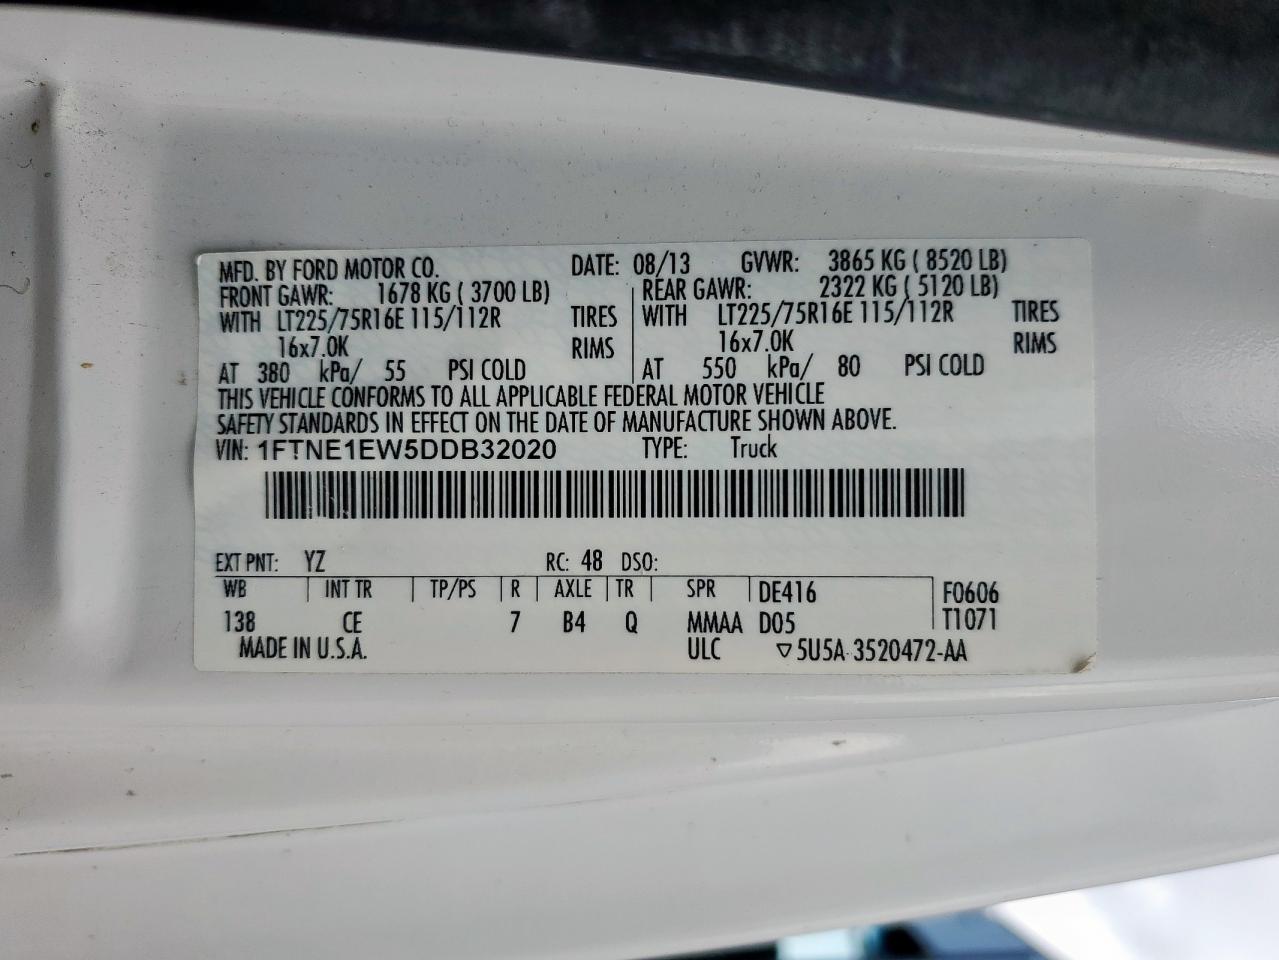 MFD. BY FORD MOTOR CO. DATE: 08/13 GVWR: 3865 KG ( 8520 LB)
FRONT GAWR: 1678 KG ( 3700 LB) REAR GAWR: 2322 KG ( 5120 LB)
WITH LT225/75R16E 115/112R TIRES WITH LT225/75R16E 115/112R TIRES
16x7.0K RIMS 16x7.0K RIMS
AT 380 kPa/ 55 PSI COLD AT 550 kPa/ 80 PSI COLD
THIS VEHICLE CONFORMS TO ALL APPLICABLE FEDERAL MOTOR VEHICLE
SAFETY STANDARDS IN EFFECT ON THE DATE OF MANUFACTURE SHOWN ABOVE.
VIN: 1FTNE1EW5DDB32020 TYPE: Truck
EXT PNT: YZ RC: 48 DSO:
WB INT TR TP/PS R AXLE TR SPR DE416 F0606
138 CE 7 B4 Q MMAA D05 T1071
MADE IN U.S.A. ULC ▽5U5A-3520472-AA